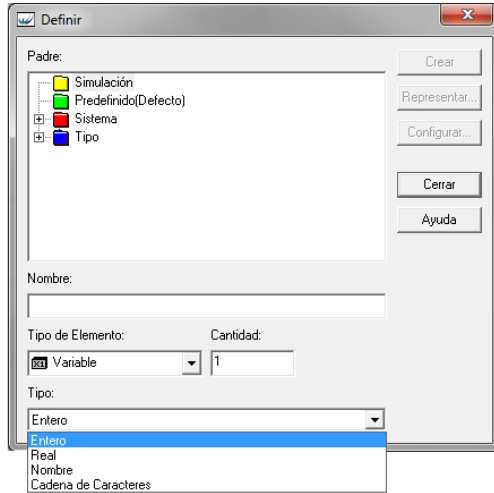 Definir
Padre:
Simulación
Predefinido(Defecto)
Sistema
Tipo
Crear
Representar...
Configurar...
Cerrar
Ayuda
Nombre:
Tipo de Elemento:
Cantidad:
Variable
1
Tipo:
Entero
Entero
Real
Nombre
Cadena de Caracteres